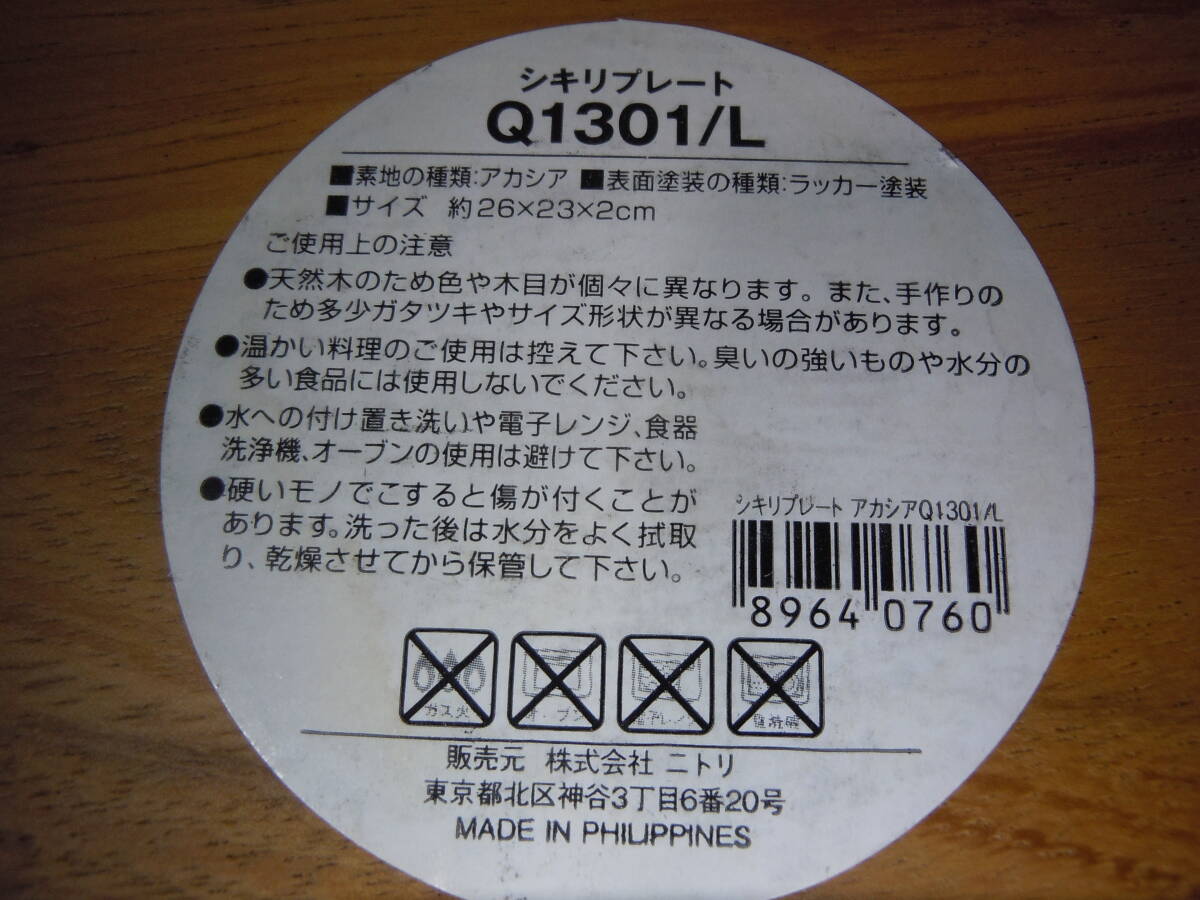 シキリプレート
Q1301/L
■素地の種類:アカシア ■表面塗装の種類:ラッカー塗装
■サイズ 約26×23×2cm
ご使用上の注意
●天然木のため色や木目が個々に異なります。また、手作りの
ため多少ガタツキやサイズ形状が異なる場合があります。
●温かい料理のご使用は控えて下さい。臭いの強いものや水分の
多い食品には使用しないでください。
●水への付け置き洗いや電子レンジ、食器
洗浄機、オーブンの使用は避けて下さい。
●硬いモノでこすると傷が付くことが
あります。洗った後は水分をよく拭取
り、乾燥させてから保管して下さい。
シキリプレート アカシアQ1301/L
8964 0760
ガス火 オーブン 電子レンジ
販売元 株式会社 ニトリ
東京都北区神谷3丁目6番20号
MADE IN PHILIPPINES